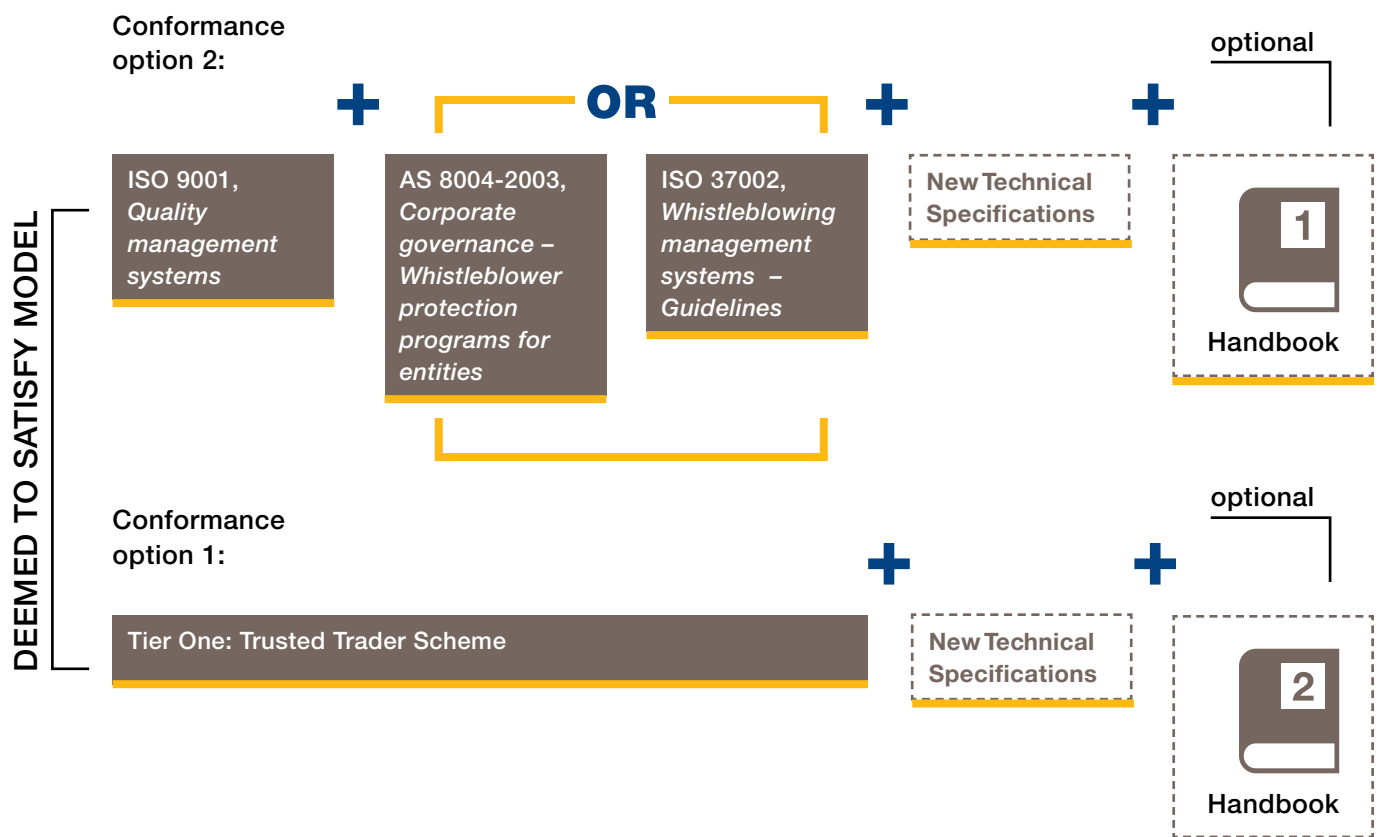 Conformance
option 2:
optional
+
OR
+
+
ISO 9001,
Quality
management
systems
AS 8004-2003,
Corporate
governance –
Whistleblower
protection
programs for
entities
ISO 37002,
Whistleblowing
management
systems –
Guidelines
New Technical
Specifications
1
Handbook
DEEMED TO SATISFY MODEL
Conformance
option 1:
optional
+
+
Tier One: Trusted Trader Scheme
New Technical
Specifications
2
Handbook